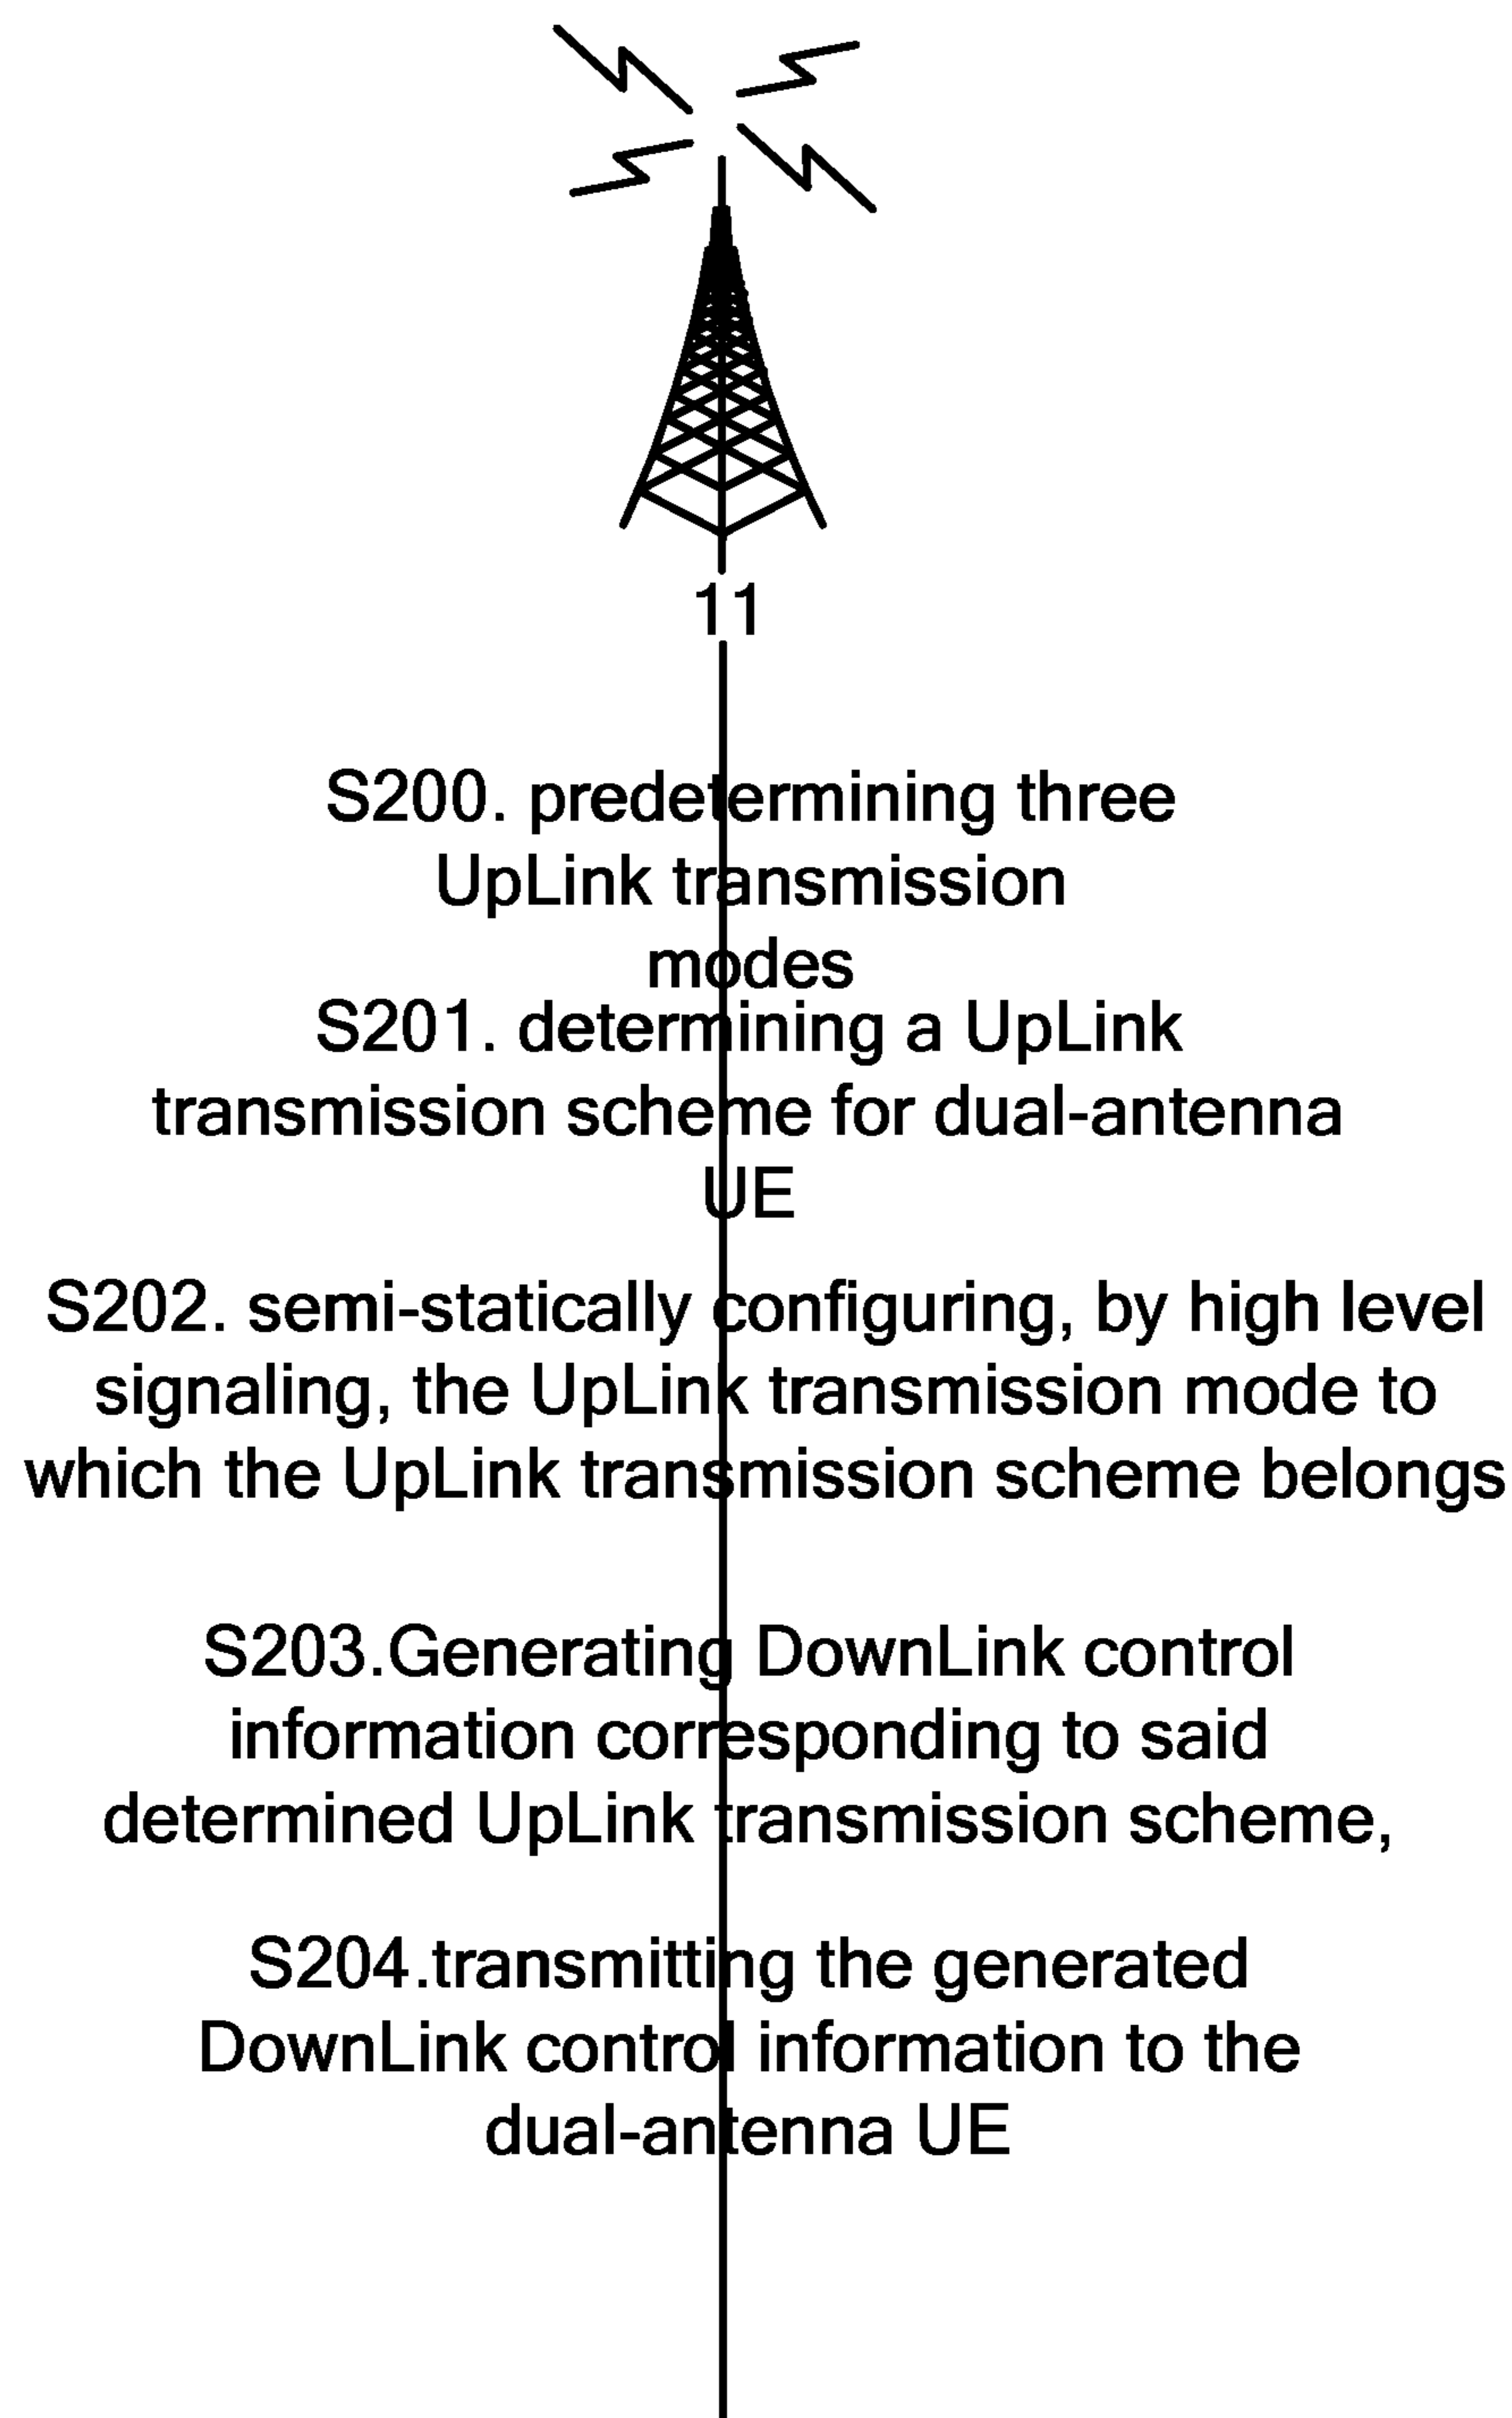 11
S200. predetermining three
UpLink transmission
modes
S201. determining a UpLink
transmission scheme for dual-antenna
UE
S202. semi-statically configuring, by high level
signaling, the UpLink transmission mode to
which the UpLink transmission scheme belongs
S203.Generating DownLink control
information corresponding to said
determined UpLink transmission scheme,
S204.transmitting the generated
DownLink control information to the
dual-antenna UE